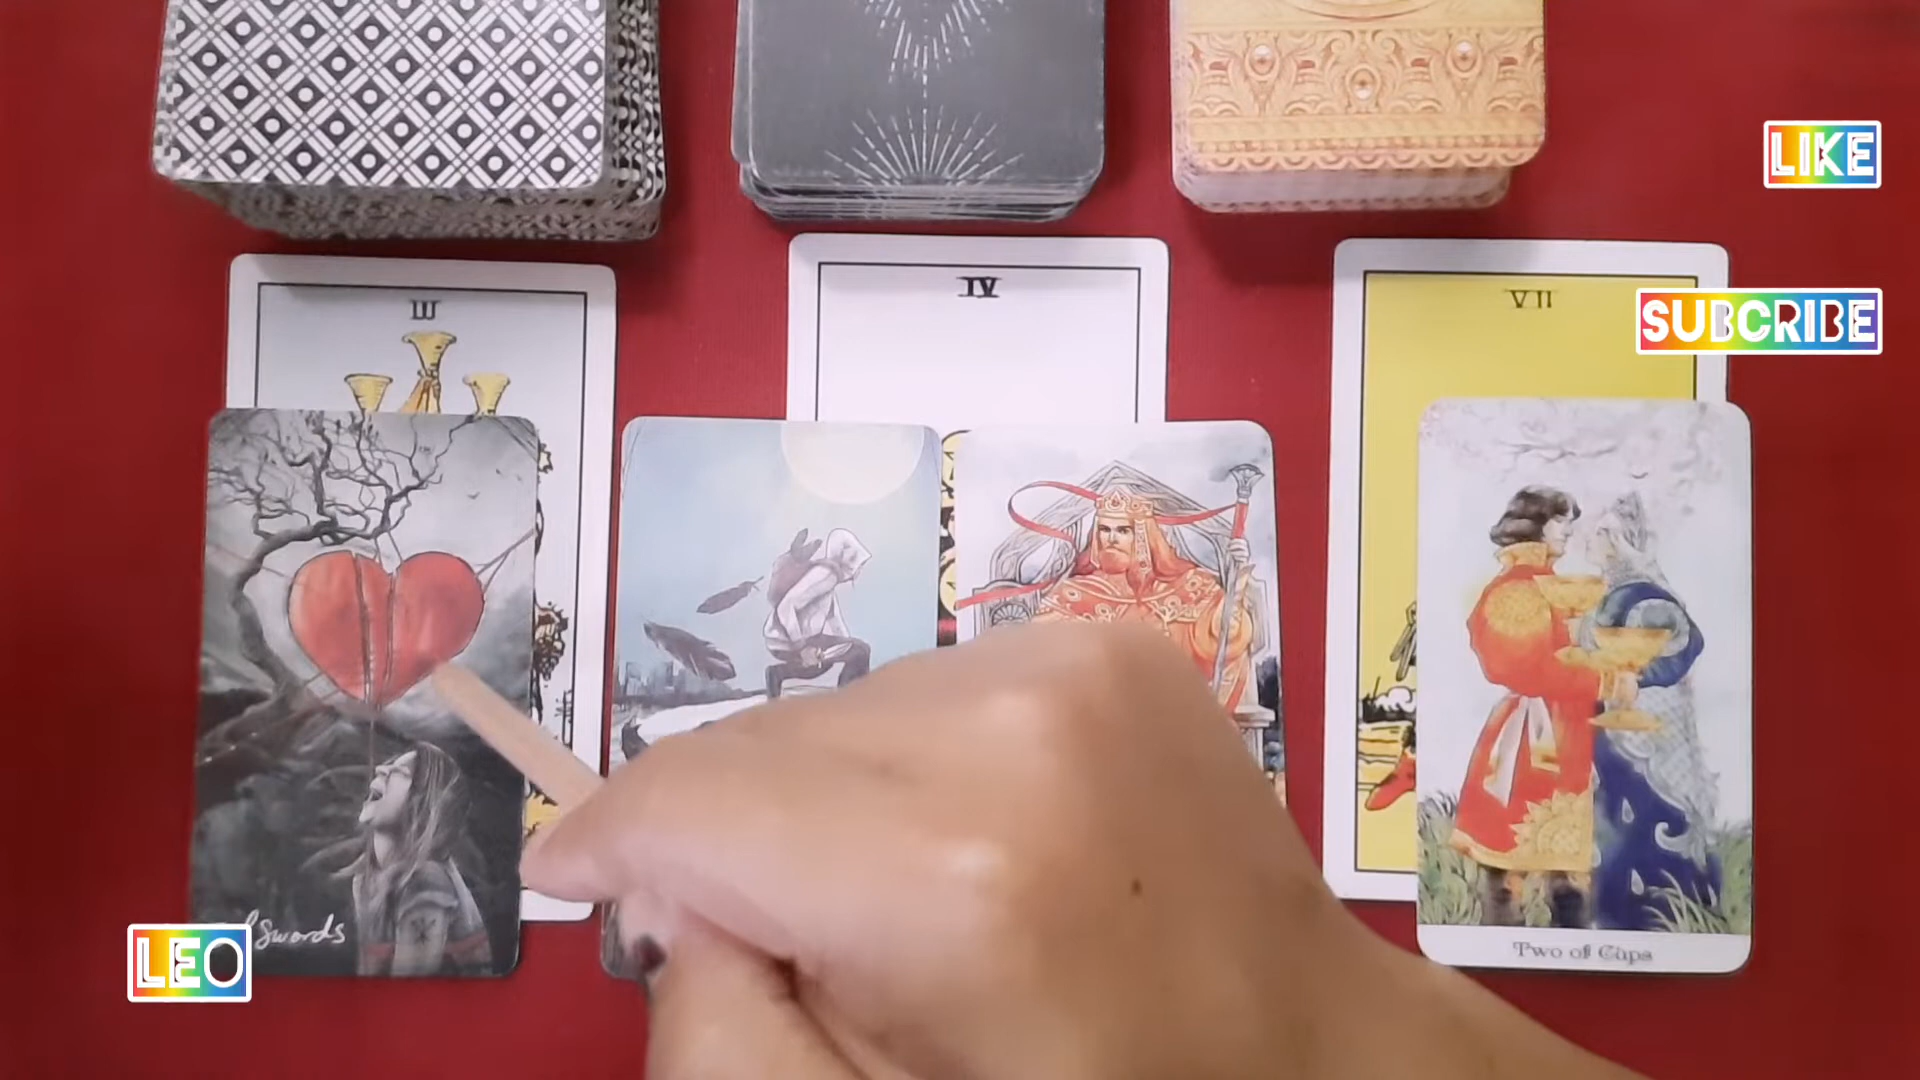 LIKE
III
IV
VII
SUBCRIBE
Swords
LEO
Two of Cups